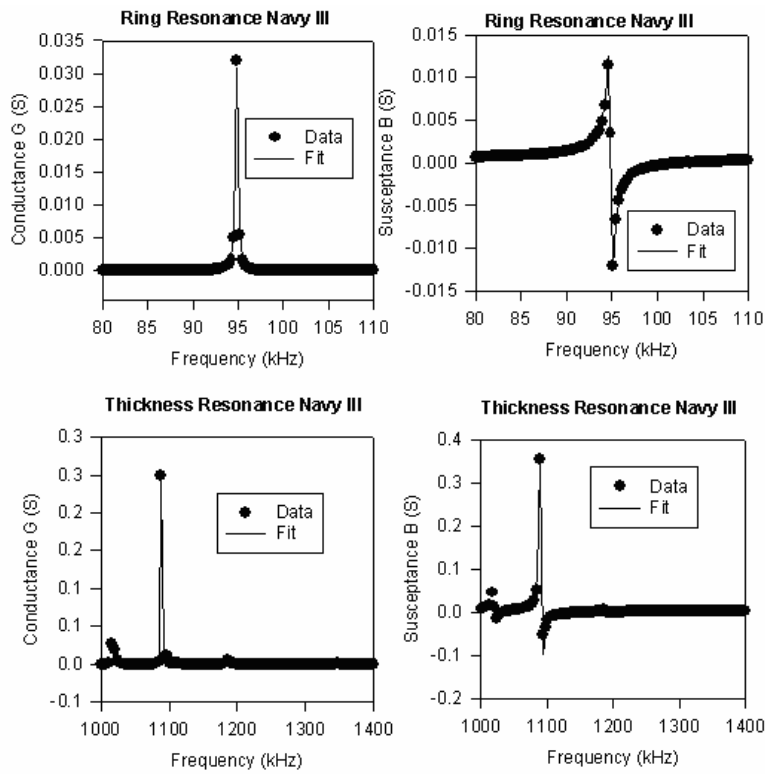 Ring Resonance Navy III
Conductance G (S)
0.035
0.030
0.025
0.020
0.015
0.010
0.005
0.000
Data
Fit
80 85 90 95 100 105 110
Frequency (kHz)
Ring Resonance Navy III
Susceptance B (S)
0.015
0.010
0.005
0.000
-0.005
-0.010
-0.015
Data
Fit
80 85 90 95 100 105 110
Frequency (kHz)
Thickness Resonance Navy III
Conductance G (S)
0.3
0.3
0.2
0.2
0.1
0.1
0.0
-0.1
Data
Fit
1000 1100 1200 1300 1400
Frequency (kHz)
Thickness Resonance Navy III
Susceptance B (S)
0.4
0.3
0.2
0.1
0.0
-0.1
-0.2
Data
Fit
1000 1100 1200 1300 1400
Frequency (kHz)